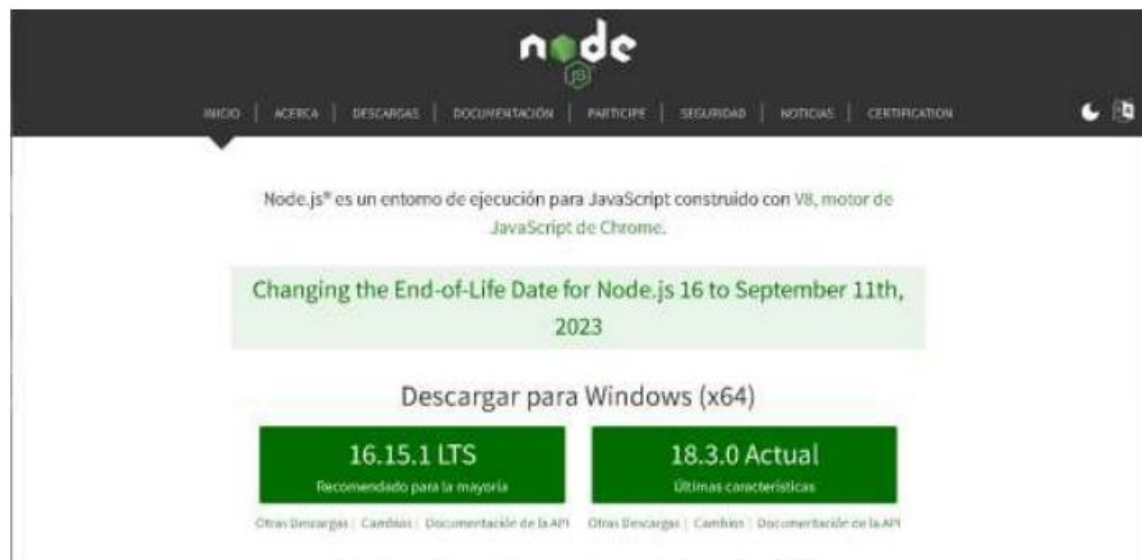 node
JS
INICIO | ACERCA | DESCARGAS | DOCUMENTACIÓN | PARTICIPE | SEGURIDAD | NOTICIAS | CERTIFICATION
Node.js® es un entorno de ejecución para JavaScript construido con V8, motor de
JavaScript de Chrome.
Changing the End-of-Life Date for Node.js 16 to September 11th,
2023
Descargar para Windows (x64)
16.15.1 LTS
Recomendado para la mayoría
18.3.0 Actual
Últimas características
Otras Descargas | Cambios | Documentación de la API
Otras Descargas | Cambios | Documentación de la API